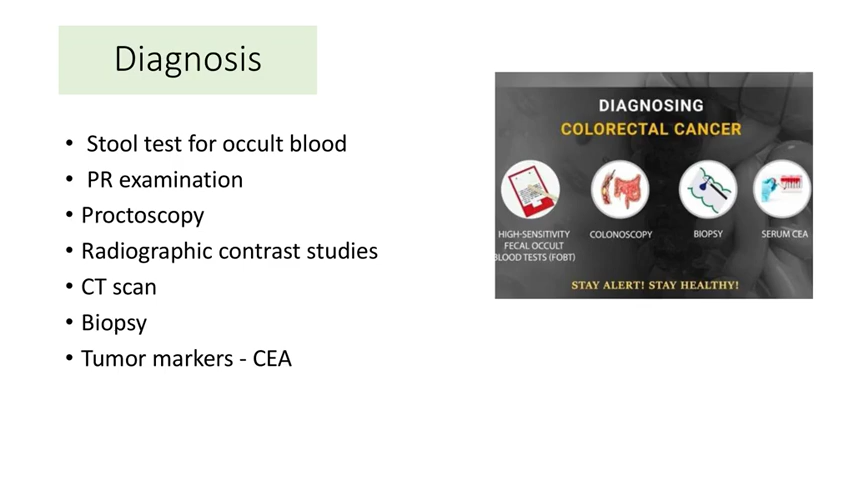 Diagnosis
• Stool test for occult blood
• PR examination
• Proctoscopy
• Radiographic contrast studies
• CT scan
• Biopsy
• Tumor markers - CEA
DIAGNOSING
COLORECTAL CANCER
HIGH-SENSITIVITY
FECAL OCCULT
BLOOD TESTS (FOBT)
COLONOSCOPY
BIOPSY
SERUM CEA
STAY ALERT! STAY HEALTHY!